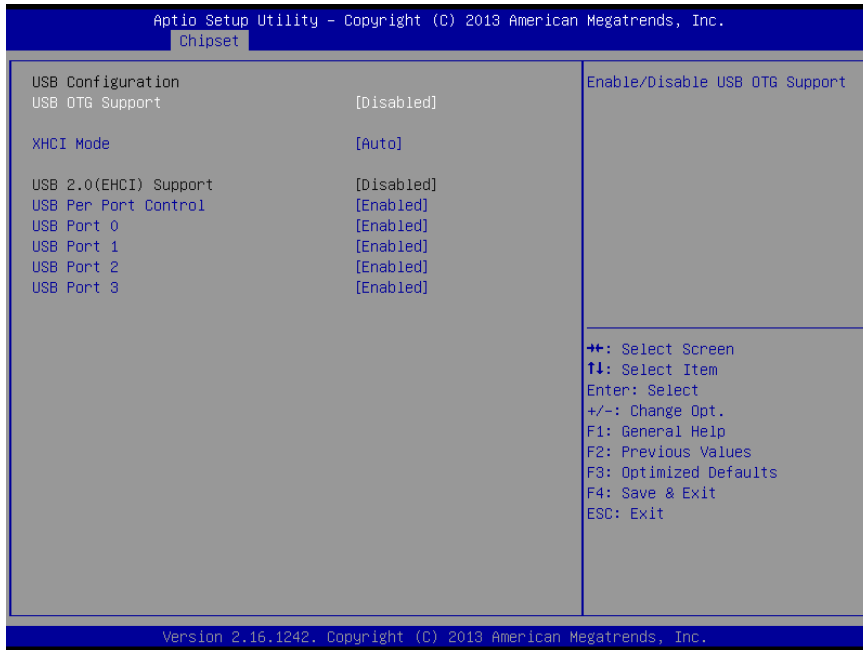 Aptio Setup Utility – Copyright (C) 2013 American Megatrends, Inc.
Chipset
USB Configuration
USB OTG Support [Disabled]
XHCI Mode [Auto]
USB 2.0(EHCI) Support [Disabled]
USB Per Port Control [Enabled]
USB Port 0 [Enabled]
USB Port 1 [Enabled]
USB Port 2 [Enabled]
USB Port 3 [Enabled]
Enable/Disable USB OTG Support
→←: Select Screen
↑↓: Select Item
Enter: Select
+/-: Change Opt.
F1: General Help
F2: Previous Values
F3: Optimized Defaults
F4: Save & Exit
ESC: Exit
Version 2.16.1242. Copyright (C) 2013 American Megatrends, Inc.